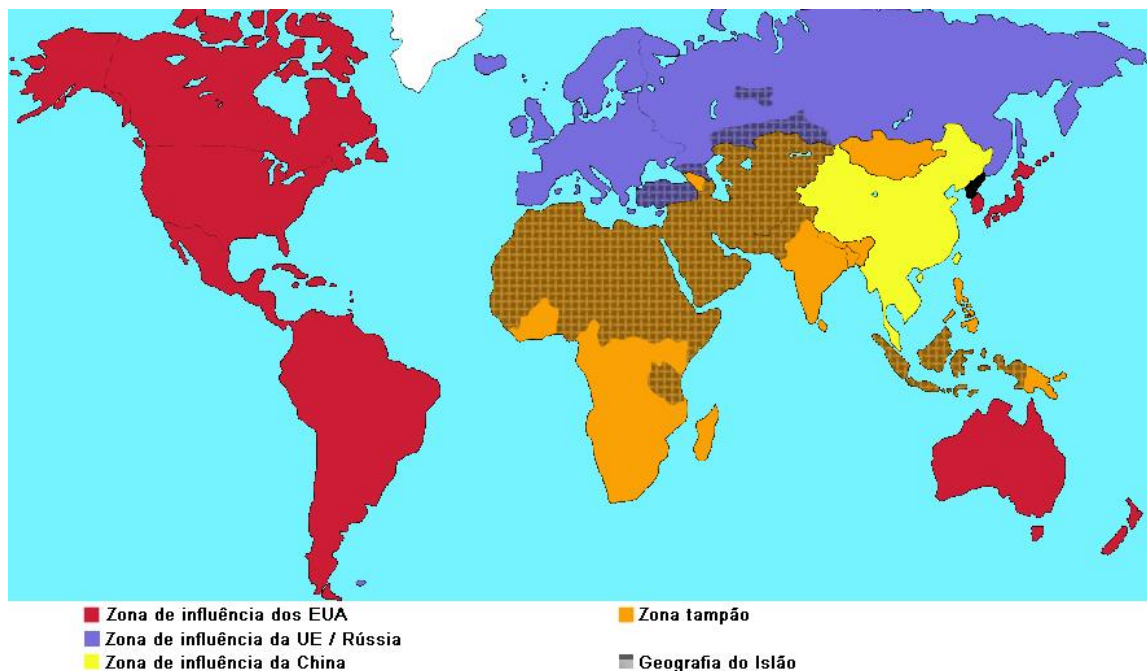 Zona de influência dos EUA
Zona de influência da UE / Rússia
Zona de influência da China
Zona tampão
Geografia do Islão